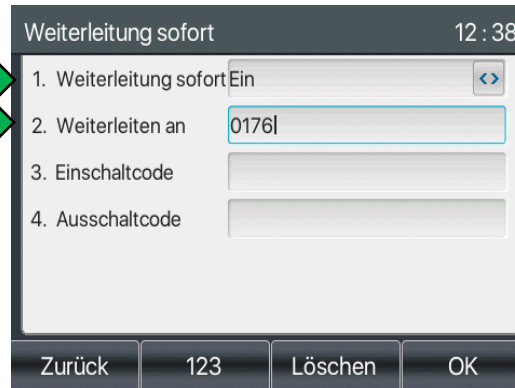 Weiterleitung sofort 12 : 38
1. Weiterleitung sofort Ein
2. Weiterleiten an 0176
3. Einschaltcode
4. Ausschaltcode
Zurück 123 Löschen OK